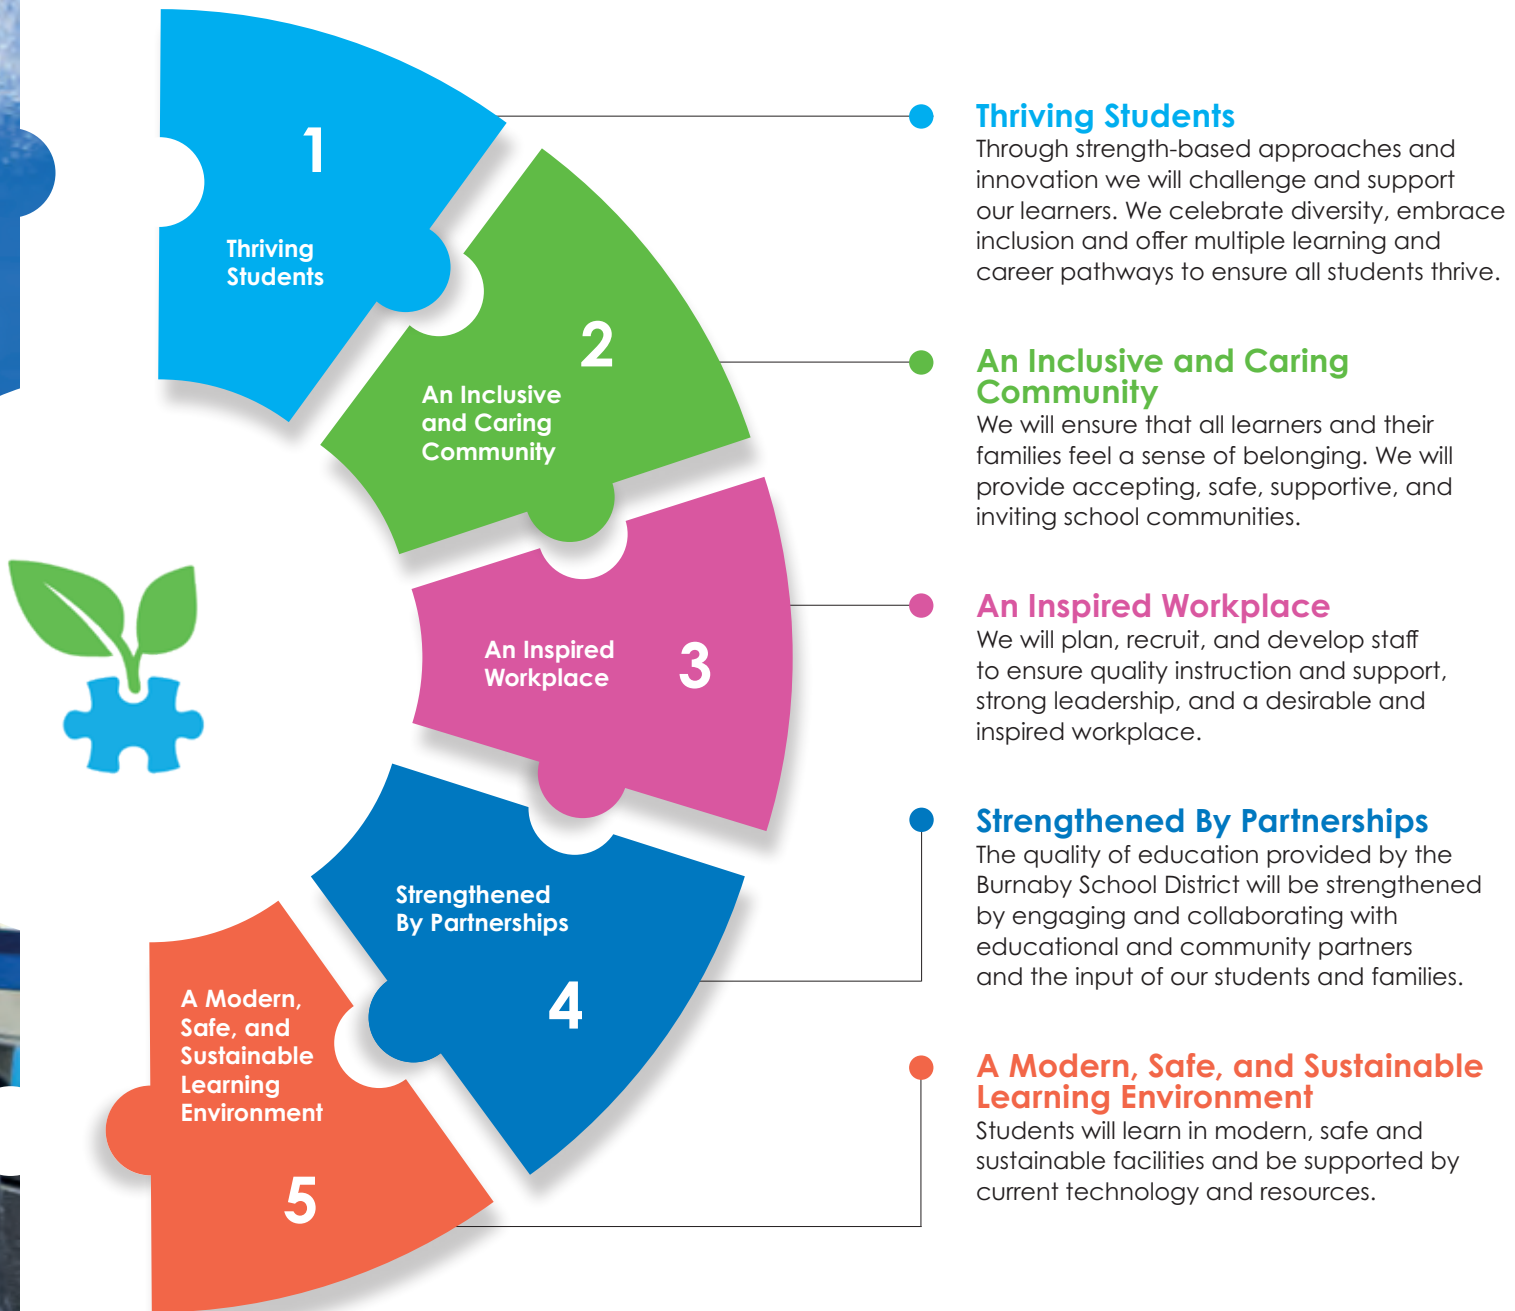 1
Thriving
Students
2
An Inclusive
and Caring
Community
An Inspired
Workplace
3
Strengthened
By Partnerships
4
A Modern,
Safe, and
Sustainable
Learning
Environment
5
Thriving Students
Through strength-based approaches and
innovation we will challenge and support
our learners. We celebrate diversity, embrace
inclusion and offer multiple learning and
career pathways to ensure all students thrive.
An Inclusive and Caring
Community
We will ensure that all learners and their
families feel a sense of belonging. We will
provide accepting, safe, supportive, and
inviting school communities.
An Inspired Workplace
We will plan, recruit, and develop staff
to ensure quality instruction and support,
strong leadership, and a desirable and
inspired workplace.
Strengthened By Partnerships
The quality of education provided by the
Burnaby School District will be strengthened
by engaging and collaborating with
educational and community partners
and the input of our students and families.
A Modern, Safe, and Sustainable
Learning Environment
Students will learn in modern, safe and
sustainable facilities and be supported by
current technology and resources.